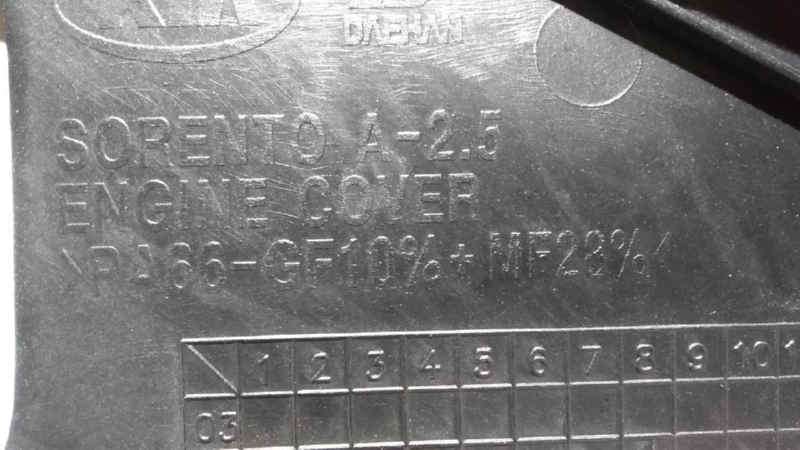 KIA DAEHAN
SORENTO A-2.5
ENGINE COVER
>PA66-GF10%+MF23%<
1 2 3 4 5 6 7 8 9 10
03